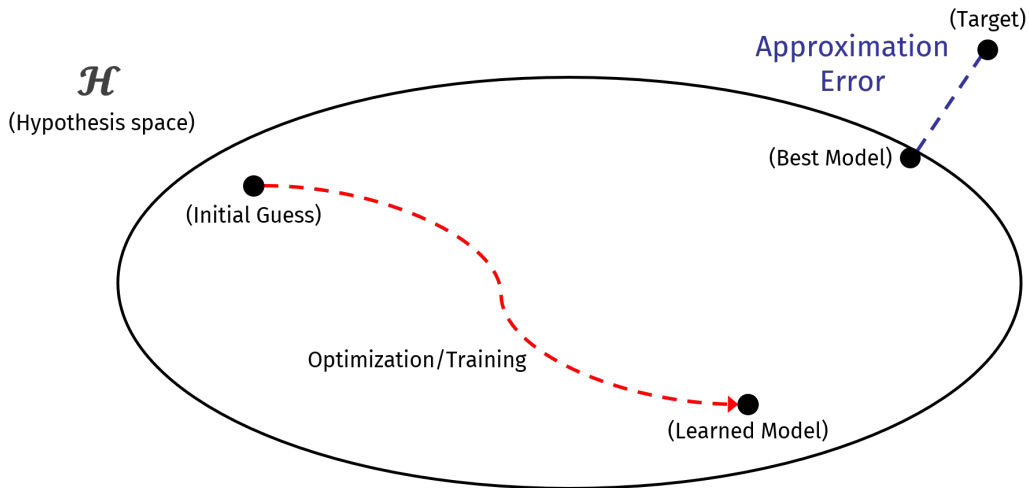 (Target)
Approximation
Error
ℋ
(Hypothesis space)
(Best Model)
(Initial Guess)
Optimization/Training
(Learned Model)